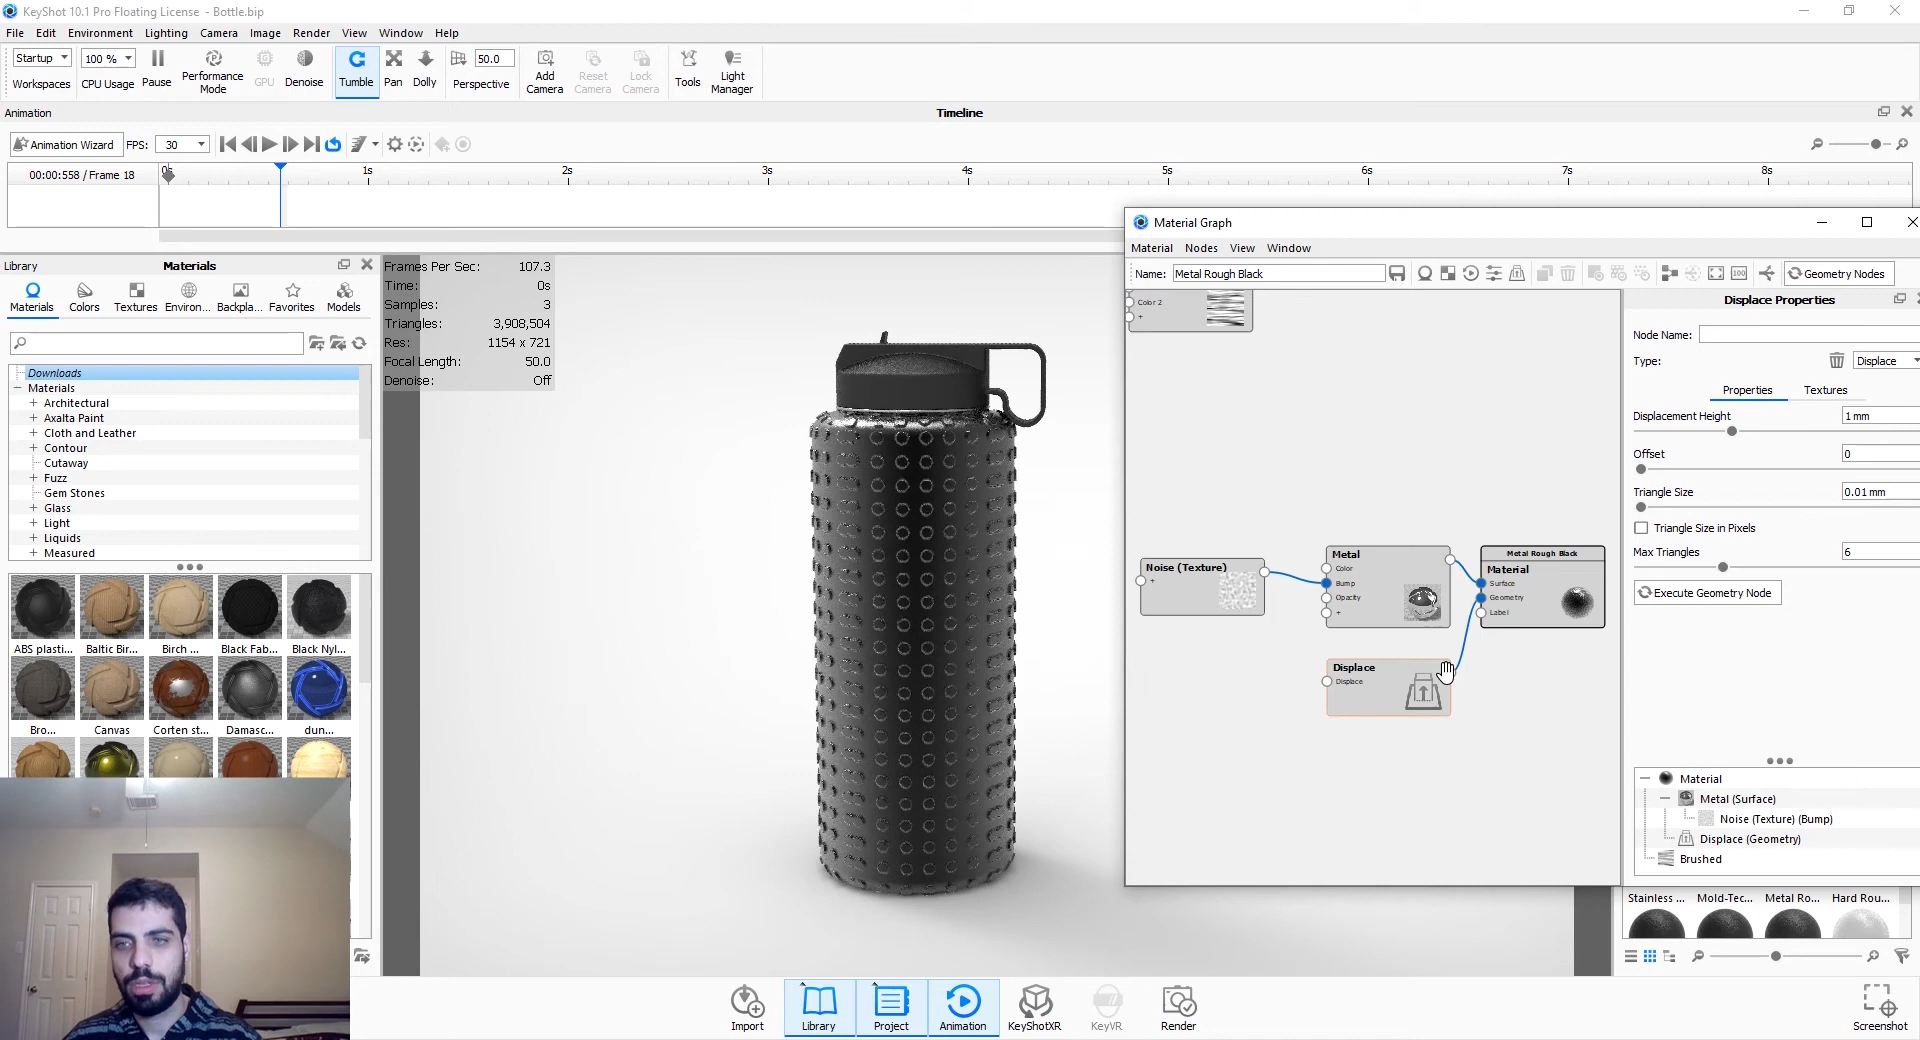 KeyShot 10.1 Pro Floating License - Bottle.bip
File Edit Environment Lighting Camera Image Render View Window Help
Startup 100 % 50.0
Workspaces CPU Usage Pause Performance Mode GPU Denoise Tumble Pan Dolly Perspective Add Camera Reset Camera Lock Camera Tools Light Manager
Animation Timeline
Animation Wizard FPS: 30
00:00:558 / Frame 18 0s 1s 2s 3s 4s 5s 6s 7s 8s
Library Materials
Materials Colors Textures Environ... Backpla... Favorites Models
Downloads
Materials
Architectural
Axalta Paint
Cloth and Leather
Contour
Cutaway
Fuzz
Gem Stones
Glass
Light
Liquids
Measured
ABS plasti... Baltic Bir... Birch ... Black Fab... Black Nyl...
Bro... Canvas Corten st... Damasc... dun...
Frames Per Sec: 107.3
Time: 0s
Samples: 3
Triangles: 3,908,504
Res: 1154 x 721
Focal Length: 50.0
Denoise: Off
Material Graph
Material Nodes View Window
Name: Metal Rough Black 100 Geometry Nodes
Color 2
+
Noise (Texture)
+
Metal
Color
Bump
Opacity
+
Metal Rough Black
Material
Surface
Geometry
Label
Displace
Displace
Displace Properties
Node Name:
Type: Displace
Properties Textures
Displacement Height 1 mm
Offset 0
Triangle Size 0.01 mm
Triangle Size in Pixels
Max Triangles 6
Execute Geometry Node
Material
Metal (Surface)
Noise (Texture) (Bump)
Displace (Geometry)
Brushed
Stainless ... Mold-Tec... Metal Ro... Hard Rou...
Import Library Project Animation KeyShotXR KeyVR Render Screenshot